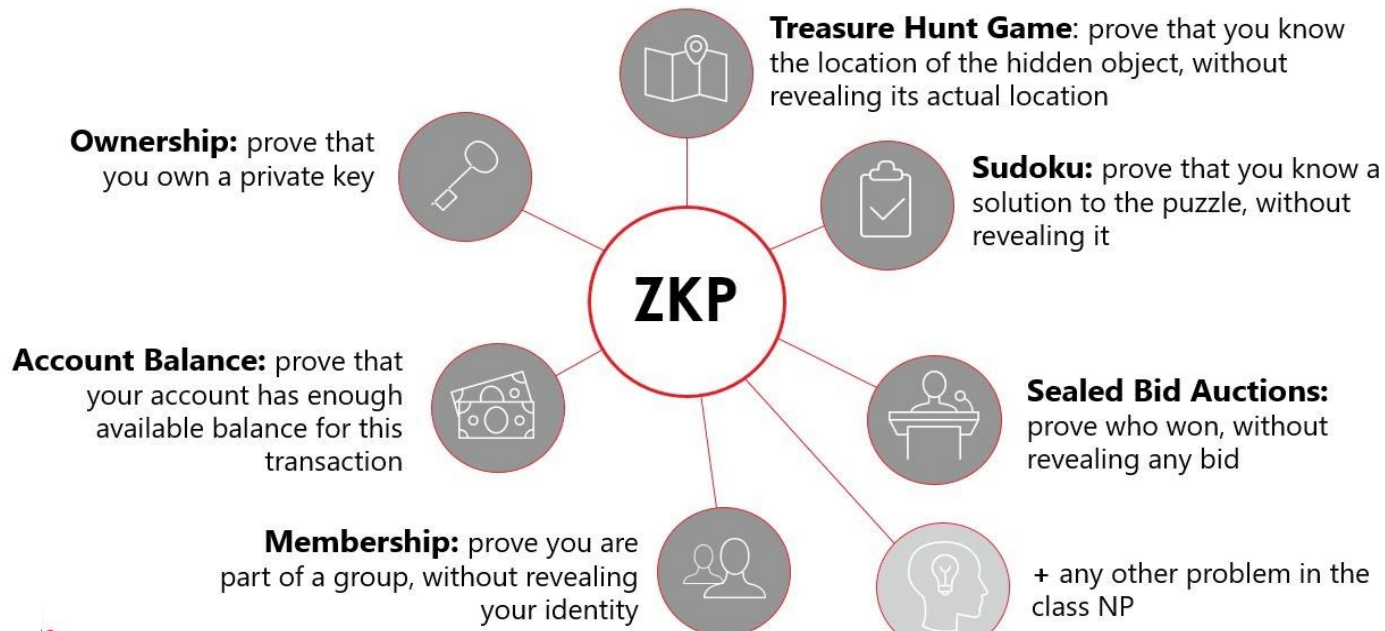 Treasure Hunt Game: prove that you know
the location of the hidden object, without
revealing its actual location
Ownership: prove that
you own a private key
Sudoku: prove that you know a
solution to the puzzle, without
revealing it
ZKP
Account Balance: prove that
your account has enough
available balance for this
transaction
Sealed Bid Auctions:
prove who won, without
revealing any bid
Membership: prove you are
part of a group, without revealing
your identity
+ any other problem in the
class NP